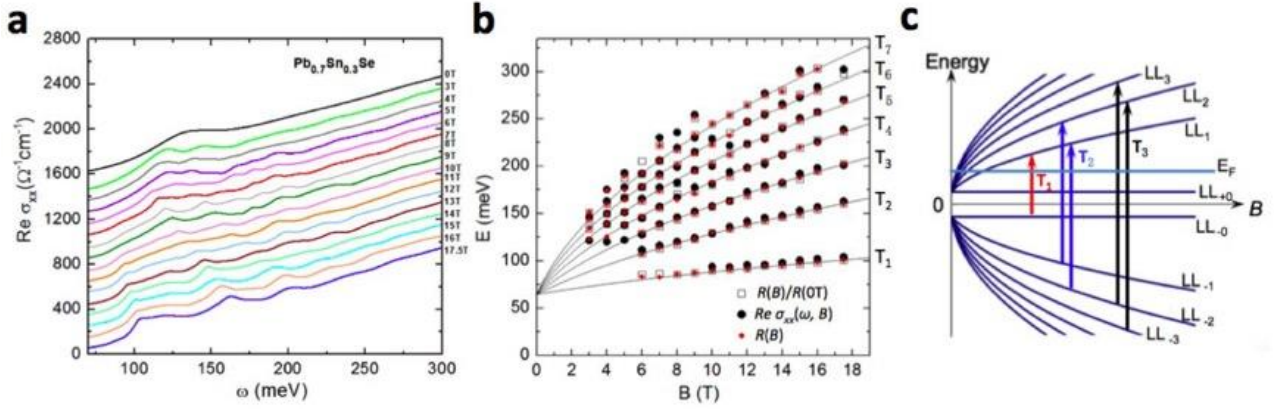 a
2800
2400
2000
1600
1200
800
400
0
Re σxx(Ω⁻¹cm⁻¹)
Pb0.7Sn0.3Se
0T
3T
4T
5T
6T
7T
8T
9T
10T
11T
12T
13T
14T
15T
16T
17.5T
100
150
200
250
300
ω (meV)
b
300
250
200
150
100
50
0
E (meV)
T7
T6
T5
T4
T3
T2
T1
R(B)/R(0T)
Re σxx(ω, B)
R(B)
0 2 4 6 8 10 12 14 16 18
B (T)
c
Energy
LL3
LL2
LL1
EF
LL+0
0
B
LL-0
LL-1
LL-2
LL-3
T1
T2
T3